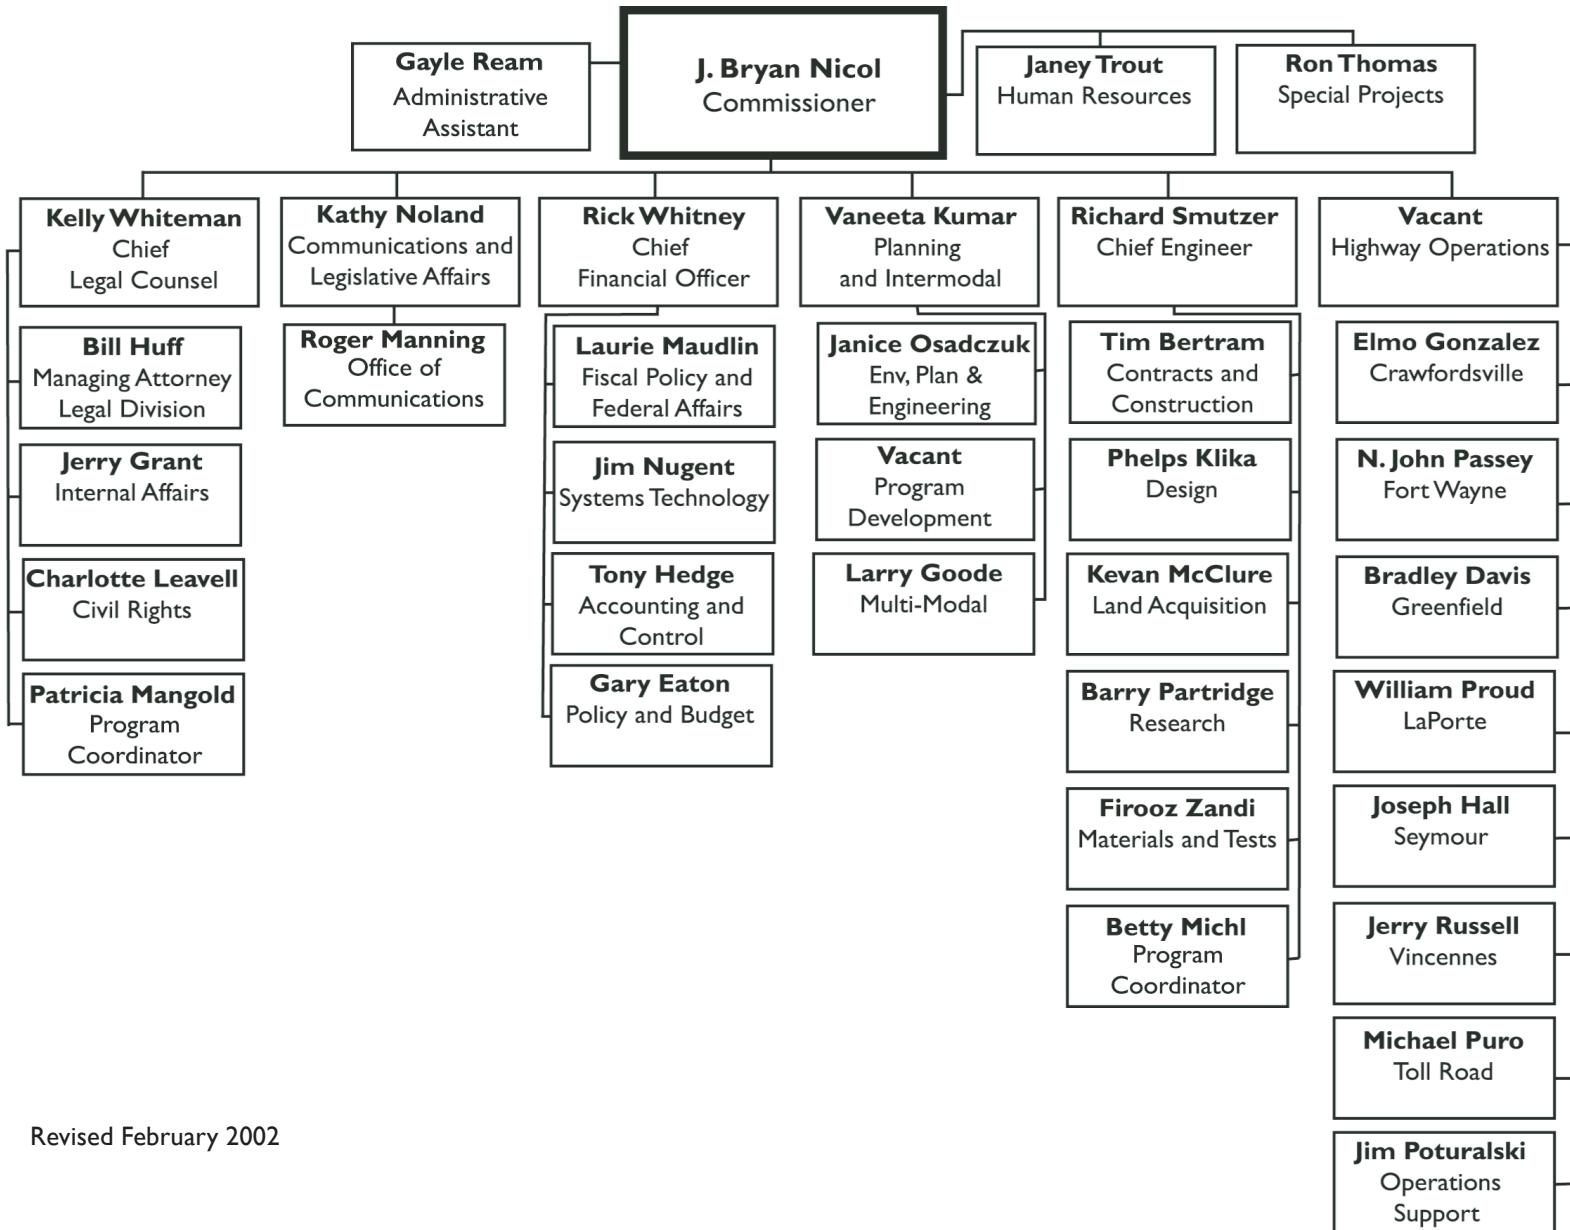 Gayle Ream
Administrative
Assistant
J. Bryan Nicol
Commissioner
Janey Trout
Human Resources
Ron Thomas
Special Projects
Kelly Whiteman
Chief
Legal Counsel
Bill Huff
Managing Attorney
Legal Division
Jerry Grant
Internal Affairs
Charlotte Leavell
Civil Rights
Patricia Mangold
Program
Coordinator
Kathy Noland
Communications and
Legislative Affairs
Roger Manning
Office of
Communications
Rick Whitney
Chief
Financial Officer
Laurie Maudlin
Fiscal Policy and
Federal Affairs
Jim Nugent
Systems Technology
Tony Hedge
Accounting and
Control
Gary Eaton
Policy and Budget
Vaneeta Kumar
Planning
and Intermodal
Janice Osadczuk
Env, Plan &
Engineering
Vacant
Program
Development
Larry Goode
Multi-Modal
Richard Smutzer
Chief Engineer
Tim Bertram
Contracts and
Construction
Phelps Klika
Design
Kevan McClure
Land Acquisition
Barry Partridge
Research
Firooz Zandi
Materials and Tests
Betty Michl
Program
Coordinator
Vacant
Highway Operations
Elmo Gonzalez
Crawfordsville
N. John Passey
Fort Wayne
Bradley Davis
Greenfield
William Proud
LaPorte
Joseph Hall
Seymour
Jerry Russell
Vincennes
Michael Puro
Toll Road
Jim Poturalski
Operations
Support
Revised February 2002